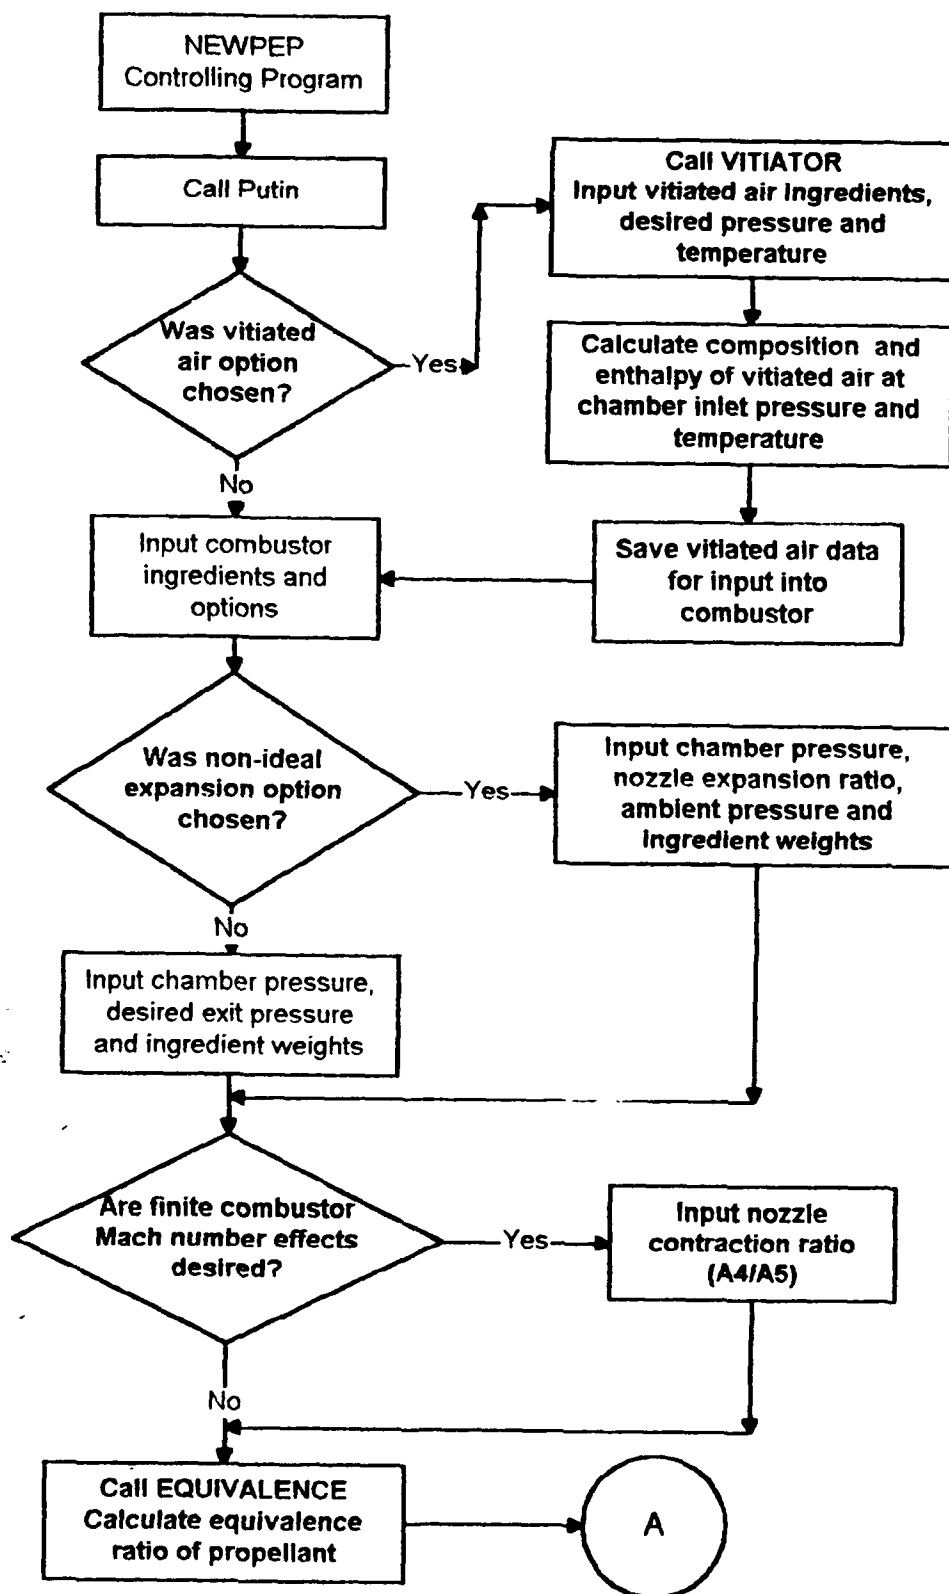 NEWPEP
Controlling Program
Call Putin
Call VITIATOR
Input vitiated air Ingredients,
desired pressure and
temperature
Was vitiated
air option
chosen?
Yes
Calculate composition and
enthalpy of vitiated air at
chamber inlet pressure and
temperature
No
Input combustor
ingredients and
options
Save vitiated air data
for input into
combustor
Was non-ideal
expansion option
chosen?
Yes
Input chamber pressure,
nozzle expansion ratio,
ambient pressure and
ingredient weights
No
Input chamber pressure,
desired exit pressure
and ingredient weights
Are finite combustor
Mach number effects
desired?
Yes
Input nozzle
contraction ratio
(A4/A5)
No
Call EQUIVALENCE
Calculate equivalence
ratio of propellant
A